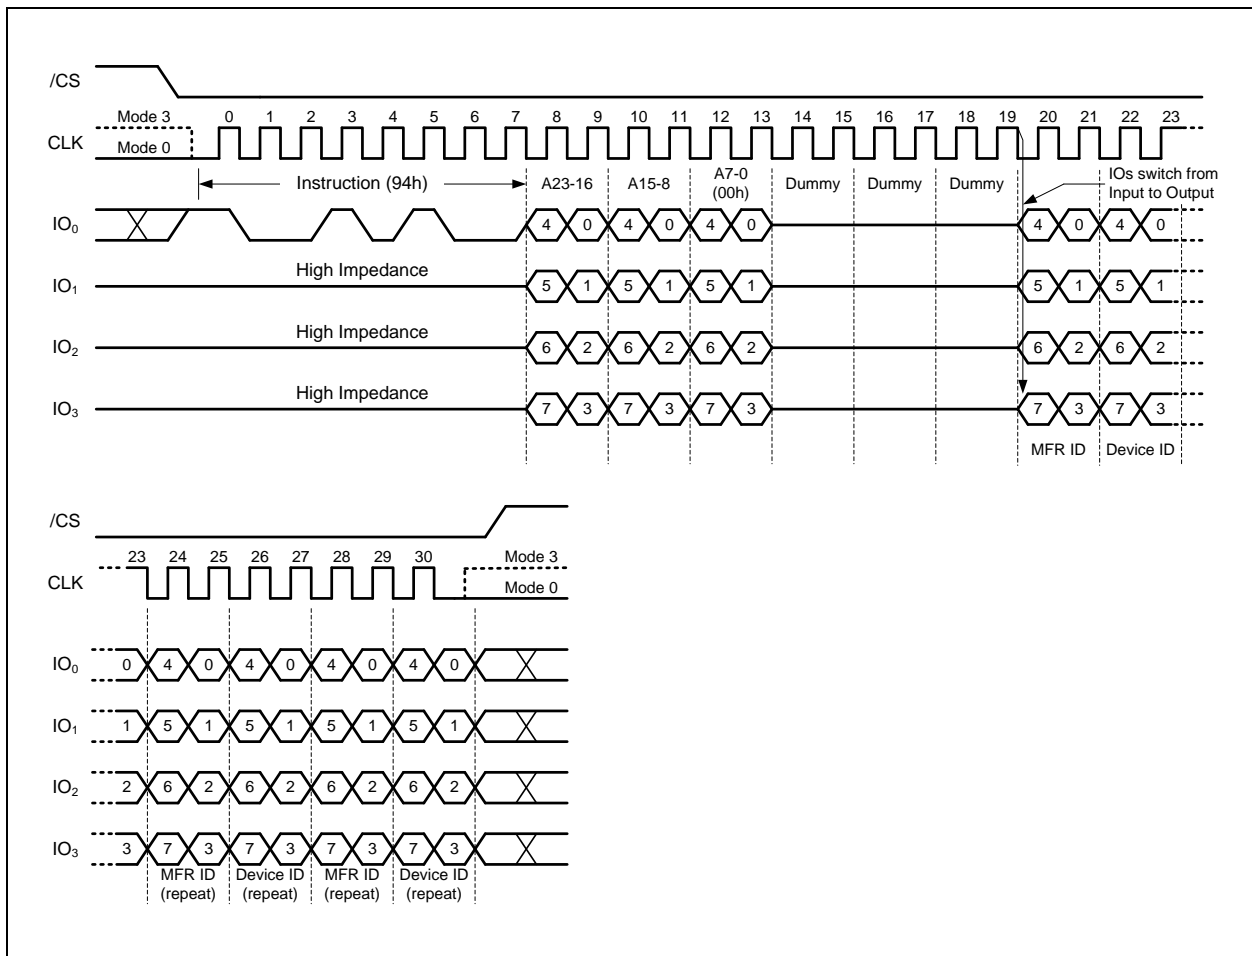 /CS
Mode 3 0 1 2 3 4 5 6 7 8 9 10 11 12 13 14 15 16 17 18 19 20 21 22 23
CLK
Mode 0
Instruction (94h) A23-16 A15-8 A7-0 (00h) Dummy Dummy Dummy IOs switch from Input to Output
IO0 4 0 4 0 4 0 4 0 4 0
High Impedance
IO1 5 1 5 1 5 1 5 1 5 1
High Impedance
IO2 6 2 6 2 6 2 6 2 6 2
High Impedance
IO3 7 3 7 3 7 3 7 3 7 3
MFR ID Device ID
/CS
23 24 25 26 27 28 29 30 Mode 3
CLK
Mode 0
IO0 0 4 0 4 0 4 0 4 0
IO1 1 5 1 5 1 5 1 5 1
IO2 2 6 2 6 2 6 2 6 2
IO3 3 7 3 7 3 7 3 7 3
MFR ID (repeat) Device ID (repeat) MFR ID (repeat) Device ID (repeat)